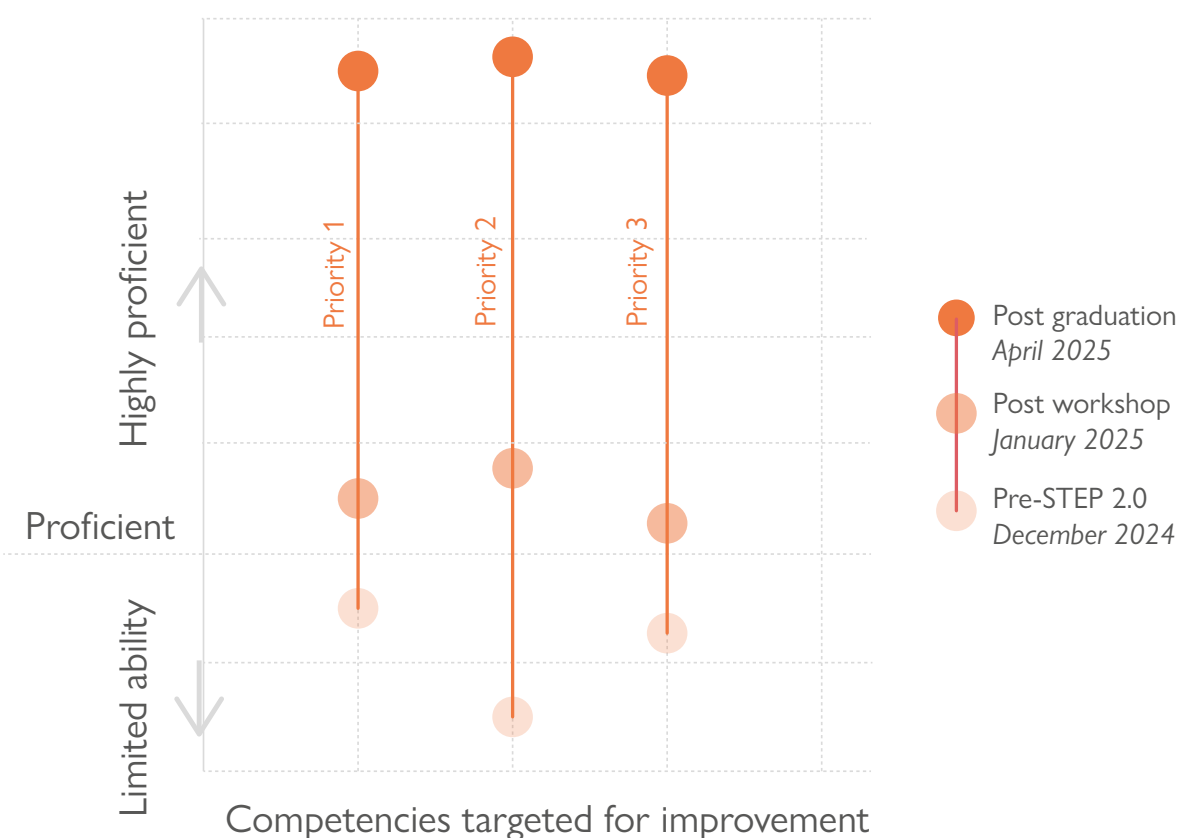 Highly proficient
Proficient
Limited ability
Priority 1
Priority 2
Priority 3
Competencies targeted for improvement
Post graduation
April 2025
Post workshop
January 2025
Pre-STEP 2.0
December 2024